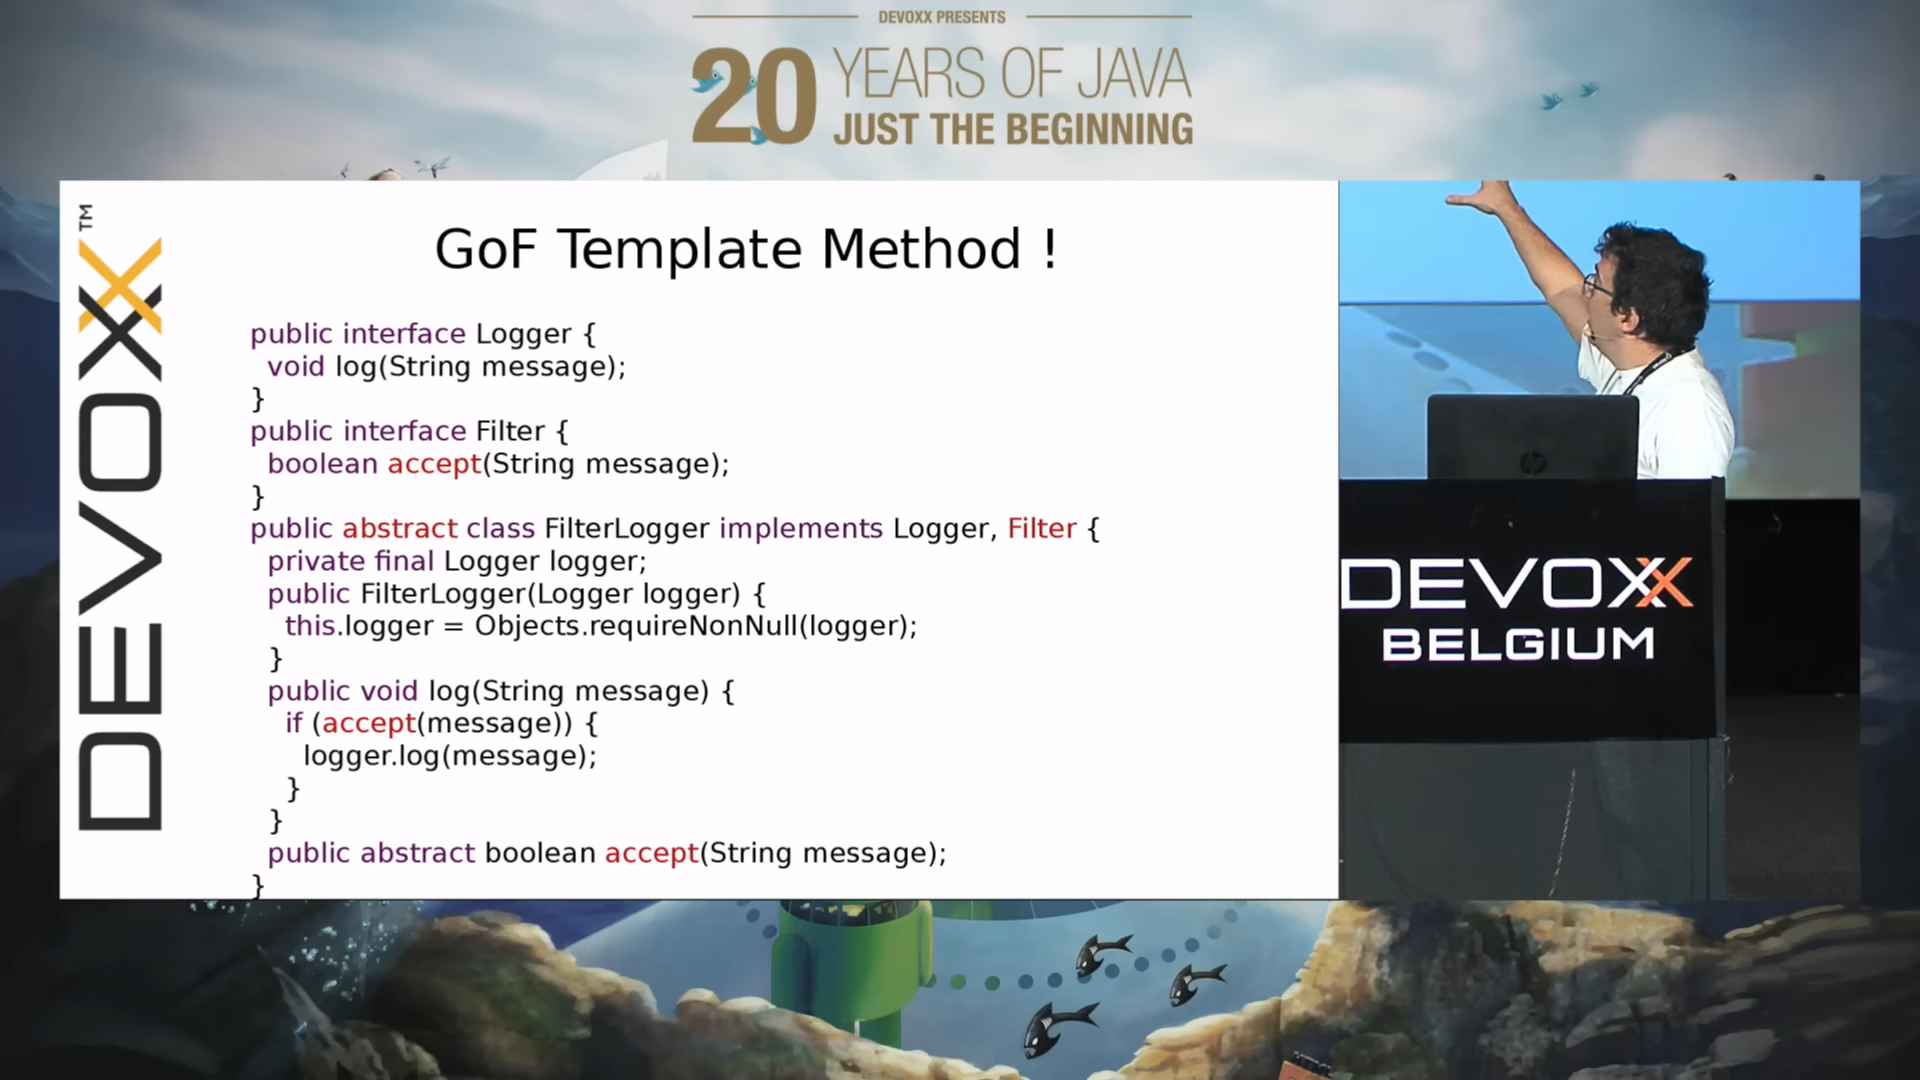 DEVOXX PRESENTS
20 YEARS OF JAVA
JUST THE BEGINNING
DEVOXX™
GoF Template Method !
public interface Logger {
void log(String message);
}
public interface Filter {
boolean accept(String message);
}
public abstract class FilterLogger implements Logger, Filter {
private final Logger logger;
public FilterLogger(Logger logger) {
this.logger = Objects.requireNonNull(logger);
}
public void log(String message) {
if (accept(message)) {
logger.log(message);
}
}
public abstract boolean accept(String message);
}
hp
DEVOXX
BELGIUM